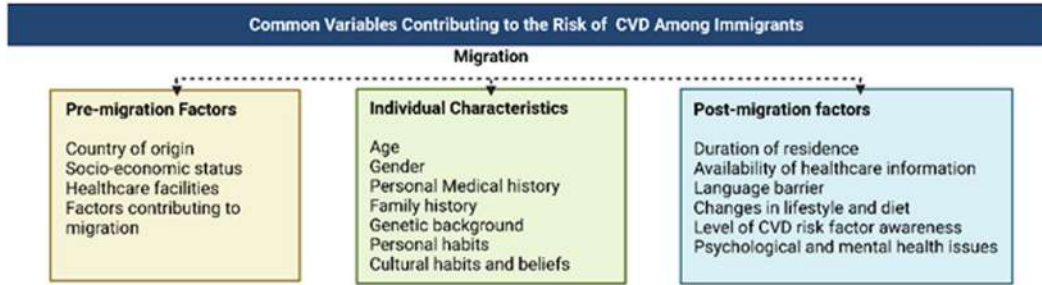 Common Variables Contributing to the Risk of CVD Among Immigrants
Migration
Pre-migration Factors
Country of origin
Socio-economic status
Healthcare facilities
Factors contributing to
migration
Individual Characteristics
Age
Gender
Personal Medical history
Family history
Genetic background
Personal habits
Cultural habits and beliefs
Post-migration factors
Duration of residence
Availability of healthcare information
Language barrier
Changes in lifestyle and diet
Level of CVD risk factor awareness
Psychological and mental health issues